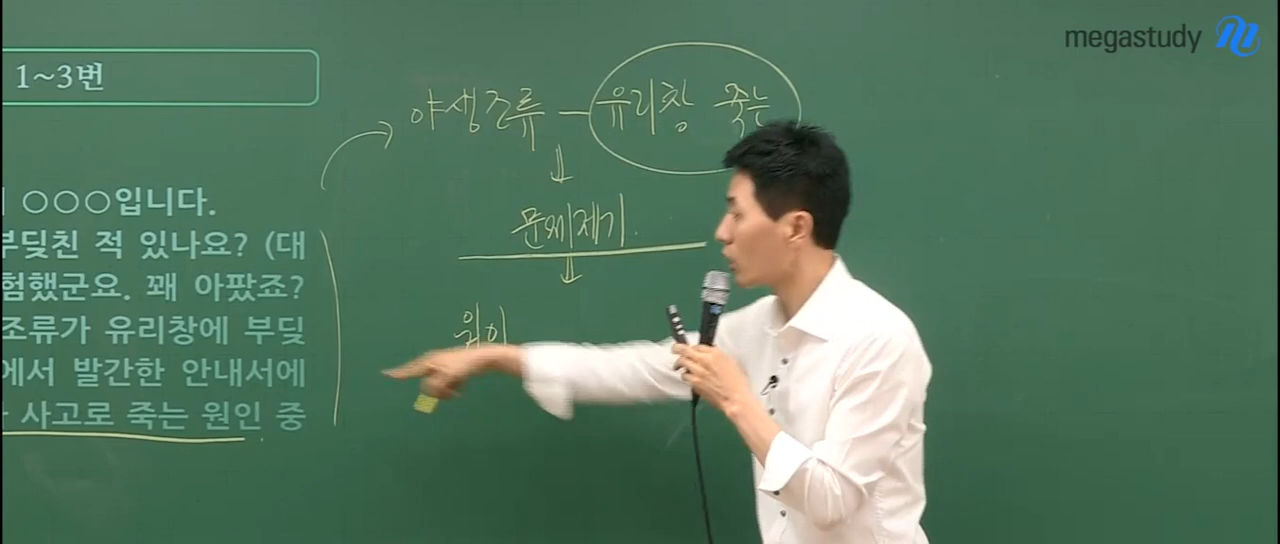 megastudy
1~3번
야생조류 - 유리창 죽는
↓
문제제기.
↓
원인
ㅇㅇㅇ입니다.
부딪친 적 있나요? (대
험했군요. 꽤 아팠죠?
조류가 유리창에 부딪
에서 발간한 안내서에
사고로 죽는 원인 중